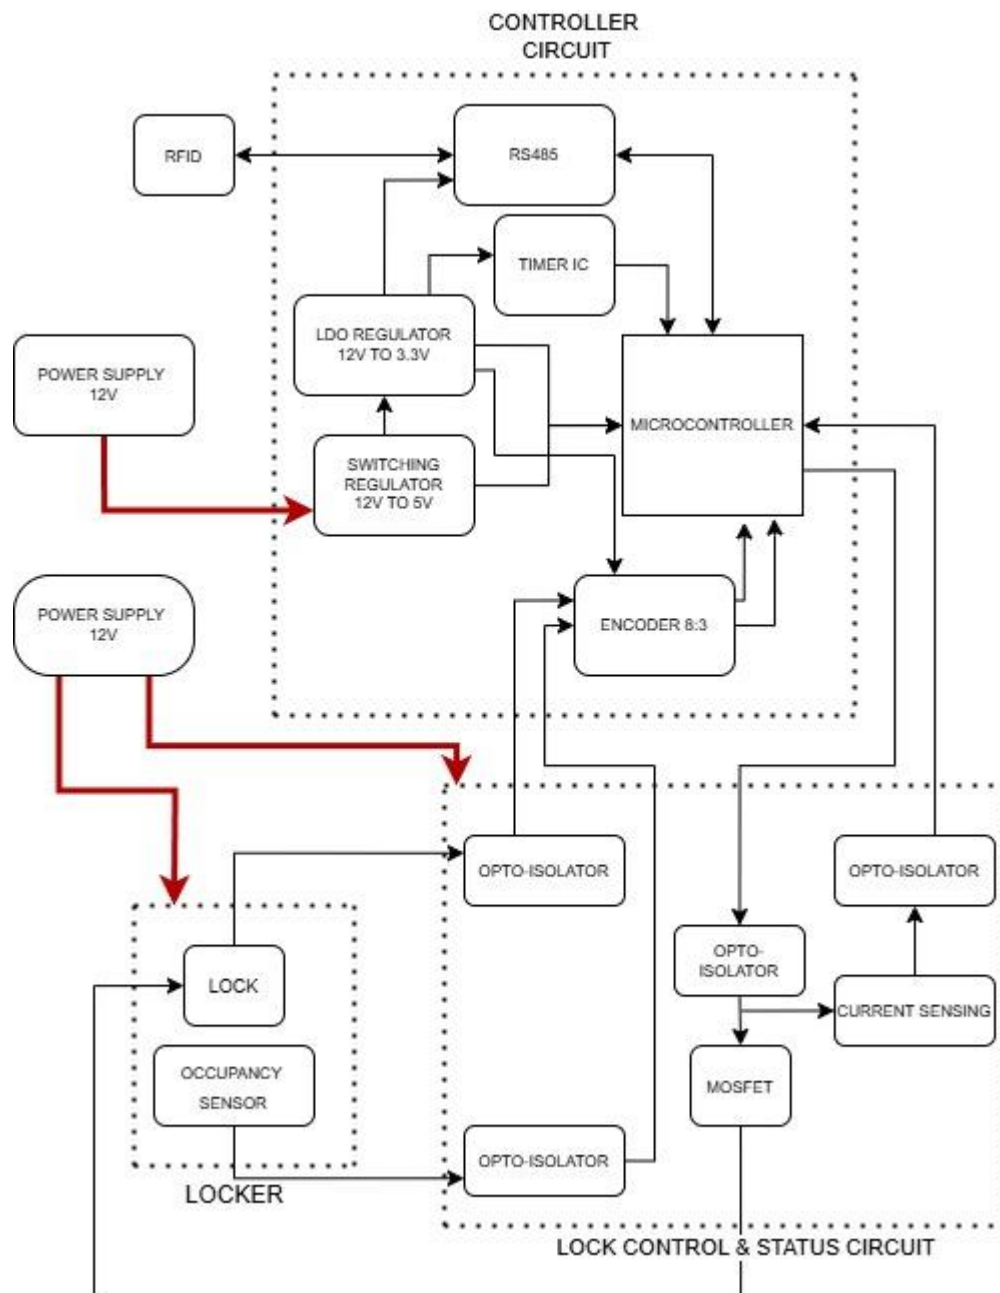 CONTROLLER
CIRCUIT
RFID
RS485
TIMER IC
LDO REGULATOR
12V TO 3.3V
POWER SUPPLY
12V
MICROCONTROLLER
SWITCHING
REGULATOR
12V TO 5V
POWER SUPPLY
12V
ENCODER 8:3
OPTO-ISOLATOR
OPTO-ISOLATOR
OPTO-
ISOLATOR
LOCK
CURRENT SENSING
OCCUPANCY
SENSOR
MOSFET
OPTO-ISOLATOR
LOCKER
LOCK CONTROL & STATUS CIRCUIT